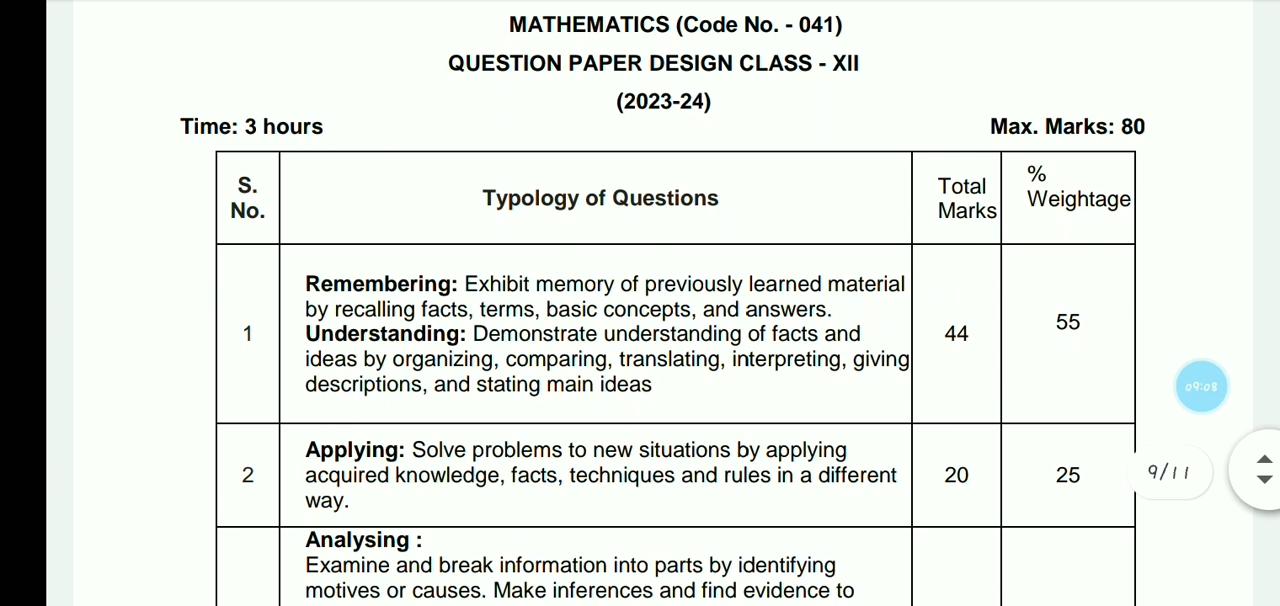 MATHEMATICS (Code No. - 041)
QUESTION PAPER DESIGN CLASS - XII
(2023-24)
Time: 3 hours
Max. Marks: 80
S.
No.
Typology of Questions
Total
Marks
%
Weightage
1
Remembering: Exhibit memory of previously learned material
by recalling facts, terms, basic concepts, and answers.
Understanding: Demonstrate understanding of facts and
ideas by organizing, comparing, translating, interpreting, giving
descriptions, and stating main ideas
44
55
2
Applying: Solve problems to new situations by applying
acquired knowledge, facts, techniques and rules in a different
way.
20
25
Analysing :
Examine and break information into parts by identifying
motives or causes. Make inferences and find evidence to
09:08
9/11